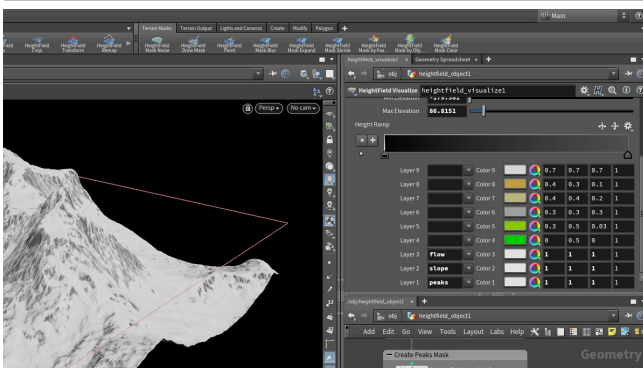 Main
Terrain Masks Terrain Output Lights and Cameras Create Modify Polygon
HeightField Crop
HeightField Transform
HeightField Remap
HeightField Mask Noise
HeightField Draw Mask
HeightField Paint
HeightField Mask Blur
HeightField Mask Expand
HeightField Mask Shrink
HeightField Mask by Fea...
HeightField Mask by Obj...
HeightField Mask Clear
heightfield_visualize1 Geometry Spreadsheet
obj heightfield_object1
HeightField Visualize heightfield_visualize1
Persp No cam
Max Elevation 86.8151
Height Ramp
Layer 9 Color 9 0.7 0.7 0.7 1
Layer 8 Color 8 0.4 0.3 0.1 1
Layer 7 Color 7 0.4 0.4 0.2 1
Layer 6 Color 6 0.3 0.3 0.3 1
Layer 5 Color 5 0.3 0.5 0.03 1
Layer 4 Color 4 0 0.5 0 1
Layer 3 flow Color 3 1 1 1 1
Layer 2 slope Color 2 1 1 1 1
Layer 1 peaks Color 1 1 1 1 1
/obj/heightfield_object1
obj heightfield_object1
Add Edit Go View Tools Layout Labs Help
Create Peaks Mask
Geometry